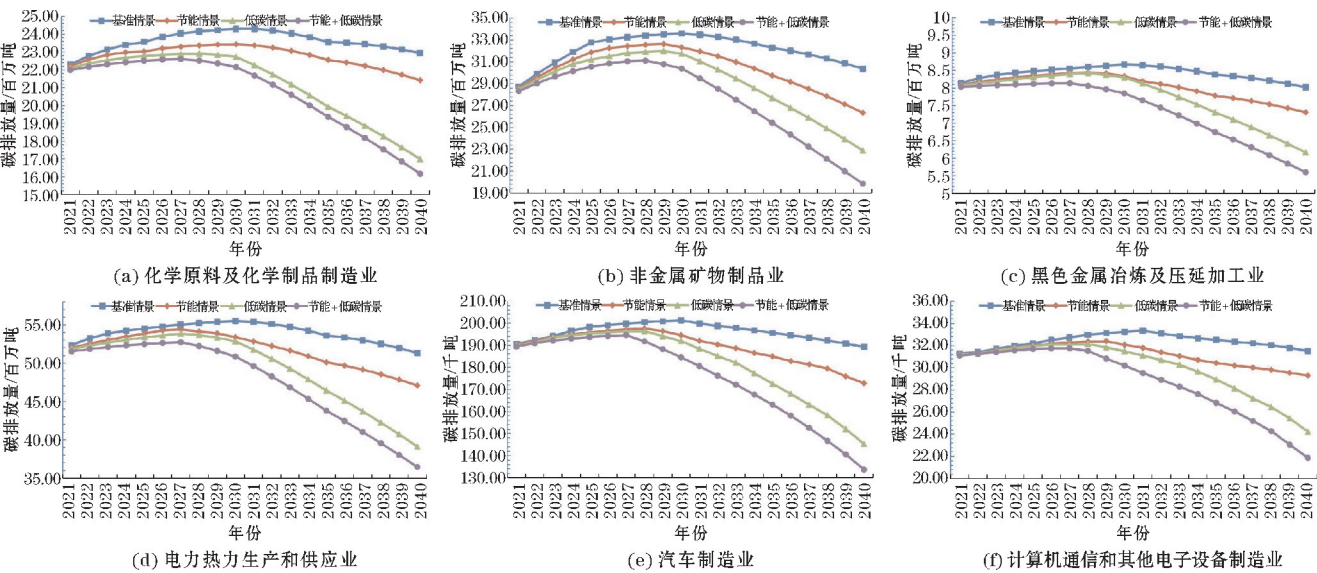 碳排放量/百万吨
25.00
24.00
23.00
22.00
21.00
20.00
19.00
18.00
17.00
16.00
15.00
基准情景 节能情景 低碳情景 节能+低碳情景
2021 2022 2023 2024 2025 2026 2027 2028 2029 2030 2031 2032 2033 2034 2035 2036 2037 2038 2039 2040
年份
(a) 化学原料及化学制品制造业
碳排放量/百万吨
35.00
33.00
31.00
29.00
27.00
25.00
23.00
21.00
19.00
基准情景 节能情景 低碳情景 节能+低碳情景
2021 2022 2023 2024 2025 2026 2027 2028 2029 2030 2031 2032 2033 2034 2035 2036 2037 2038 2039 2040
年份
(b) 非金属矿物制品业
碳排放量/百万吨
10
9.5
9
8.5
8
7.5
7
6.5
6
5.5
5
基准情景 节能情景 低碳情景 节能+低碳情景
2021 2022 2023 2024 2025 2026 2027 2028 2029 2030 2031 2032 2033 2034 2035 2036 2037 2038 2039 2040
年份
(c) 黑色金属冶炼及压延加工业
碳排放量/百万吨
55.00
50.00
45.00
40.00
35.00
基准情景 节能情景 低碳情景 节能+低碳情景
2021 2022 2023 2024 2025 2026 2027 2028 2029 2030 2031 2032 2033 2034 2035 2036 2037 2038 2039 2040
年份
(d) 电力热力生产和供应业
碳排放量/千吨
210.00
200.00
190.00
180.00
170.00
160.00
150.00
140.00
130.00
基准情景 节能情景 低碳情景 节能+低碳情景
2021 2022 2023 2024 2025 2026 2027 2028 2029 2030 2031 2032 2033 2034 2035 2036 2037 2038 2039 2040
年份
(e) 汽车制造业
碳排放量/千吨
36.00
34.00
32.00
30.00
28.00
26.00
24.00
22.00
20.00
基准情景 节能情景 低碳情景 节能+低碳情景
2021 2022 2023 2024 2025 2026 2027 2028 2029 2030 2031 2032 2033 2034 2035 2036 2037 2038 2039 2040
年份
(f) 计算机通信和其他电子设备制造业